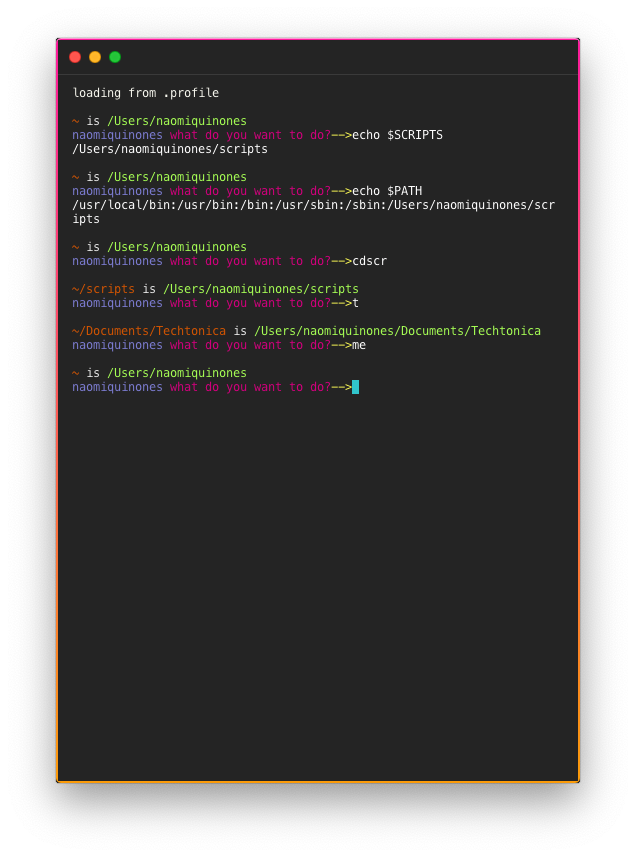 loading from .profile
~ is /Users/naomiquinones
naomiquinones what do you want to do?-->echo $SCRIPTS
/Users/naomiquinones/scripts
~ is /Users/naomiquinones
naomiquinones what do you want to do?-->echo $PATH
/usr/local/bin:/usr/bin:/bin:/usr/sbin:/sbin:/Users/naomiquinones/scr
ipts
~ is /Users/naomiquinones
naomiquinones what do you want to do?-->cdscr
~/scripts is /Users/naomiquinones/scripts
naomiquinones what do you want to do?-->t
~/Documents/Techtonica is /Users/naomiquinones/Documents/Techtonica
naomiquinones what do you want to do?-->me
~ is /Users/naomiquinones
naomiquinones what do you want to do?-->